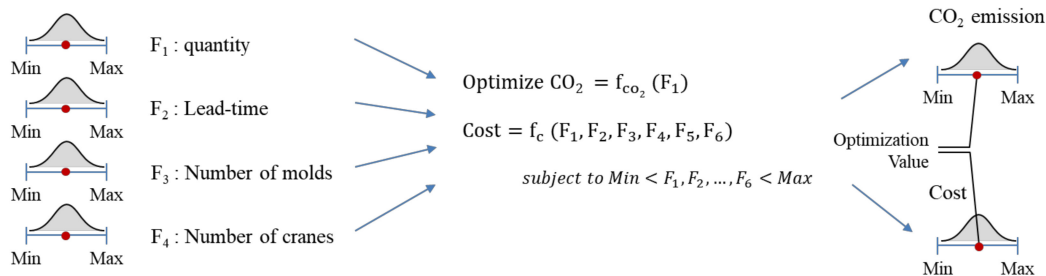 F₁ : quantity
Min Max
F₂ : Lead-time
Min Max
F₃ : Number of molds
Min Max
F₄ : Number of cranes
Min Max
Optimize CO₂ = f_co₂ (F₁)
Cost = f_c (F₁, F₂, F₃, F₄, F₅, F₆)
subject to Min < F₁, F₂, …, F₆ < Max
CO₂ emission
Min Max
Optimization
Value
Cost
Min Max